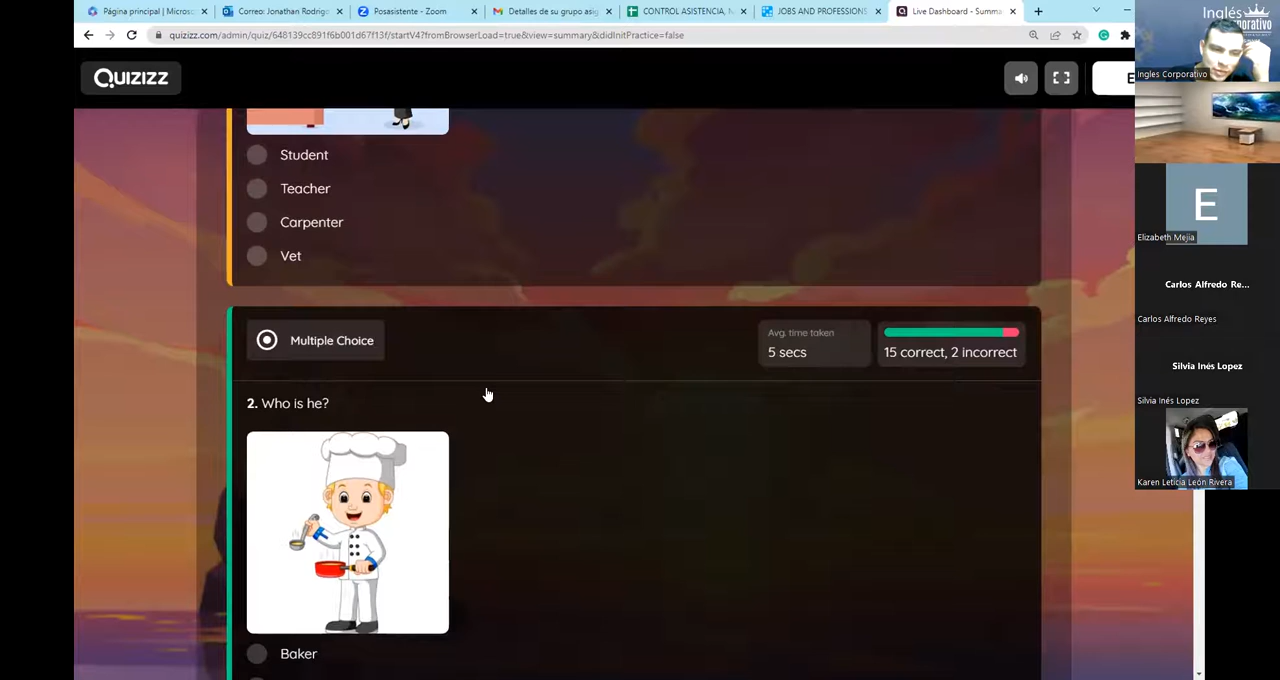 Página principal | Micros
Correo: Jonathan Rodrig
Posasistente - Zoom
Detalles de su grupo asig
CONTROL ASISTENCIA, N
JOBS AND PROFESSIONS
Live Dashboard - Summa
quizizz.com/admin/quiz/648139cc891f6b001d67f13f/startV4?fromBrowserLoad=true&view=summary&didInitPractice=false
Quizizz
E
Student
Teacher
Carpenter
Vet
Multiple Choice
Avg. time taken
5 secs
15 correct, 2 incorrect
2. Who is he?
Baker
Inglés
Corporativo
Ingles Corporativo
E
Elizabeth Mejía
Carlos Alfredo Re...
Carlos Alfredo Reyes
Silvia Inés Lopez
Silvia Inés Lopez
Karen Leticia León Rivera